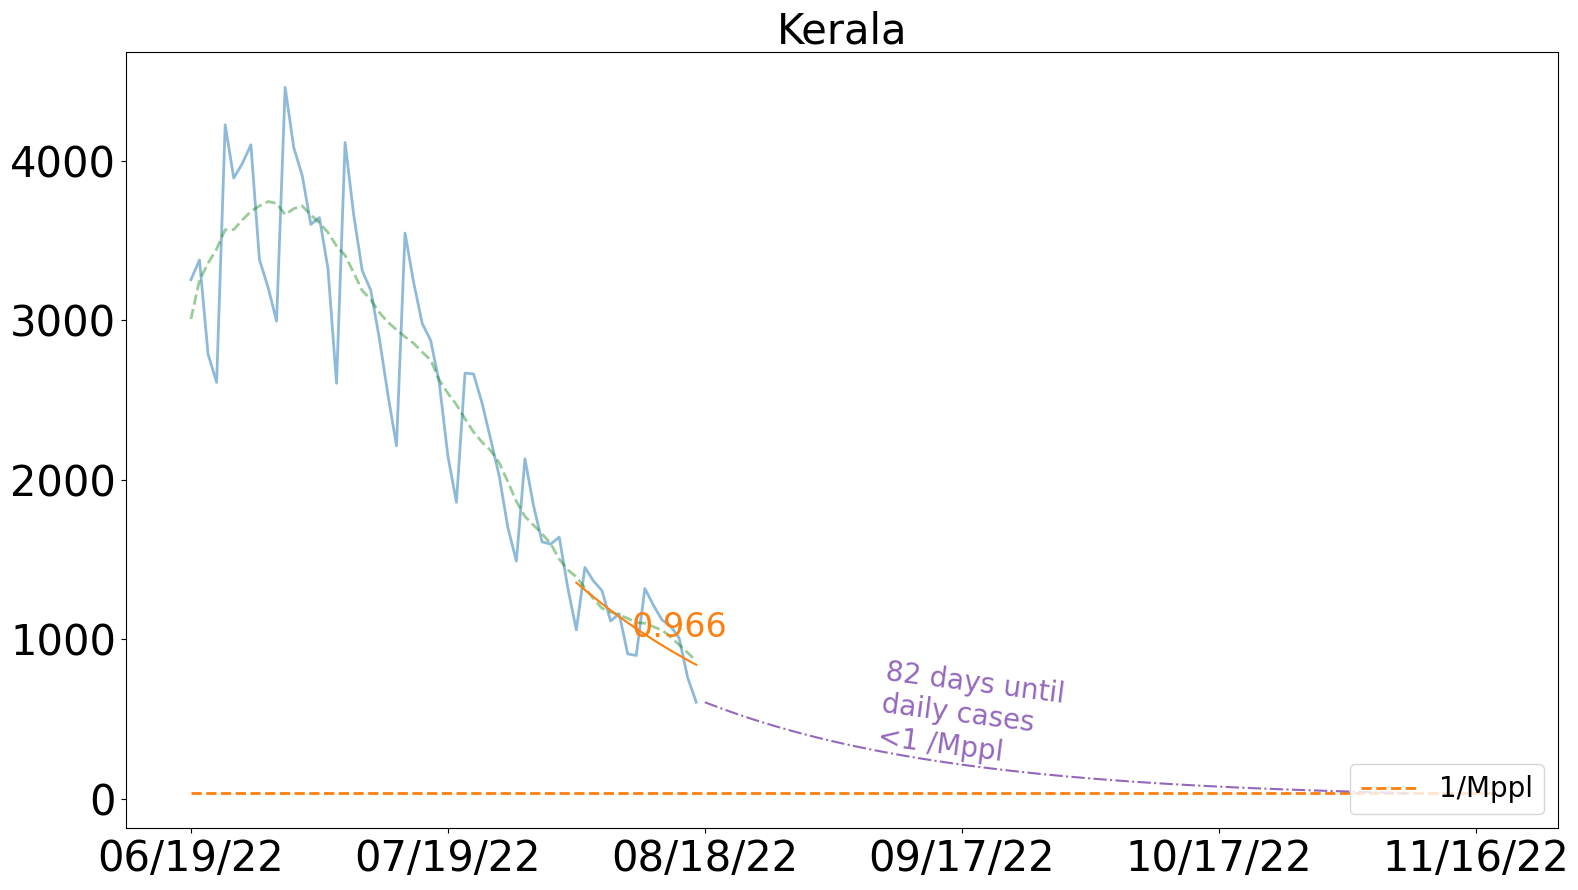 Kerala
4000
3000
2000
1000
0
0.966
82 days until
daily cases
<1 /Mppl
1/Mppl
06/19/22
07/19/22
08/18/22
09/17/22
10/17/22
11/16/22